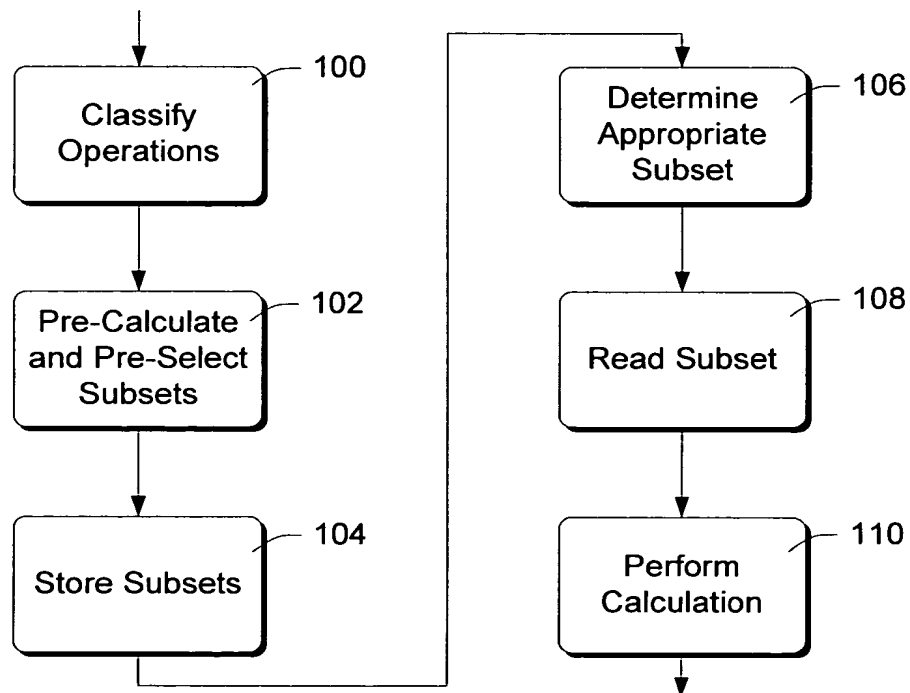 100
Classify
Operations
102
Pre-Calculate
and Pre-Select
Subsets
104
Store Subsets
106
Determine
Appropriate
Subset
108
Read Subset
110
Perform
Calculation